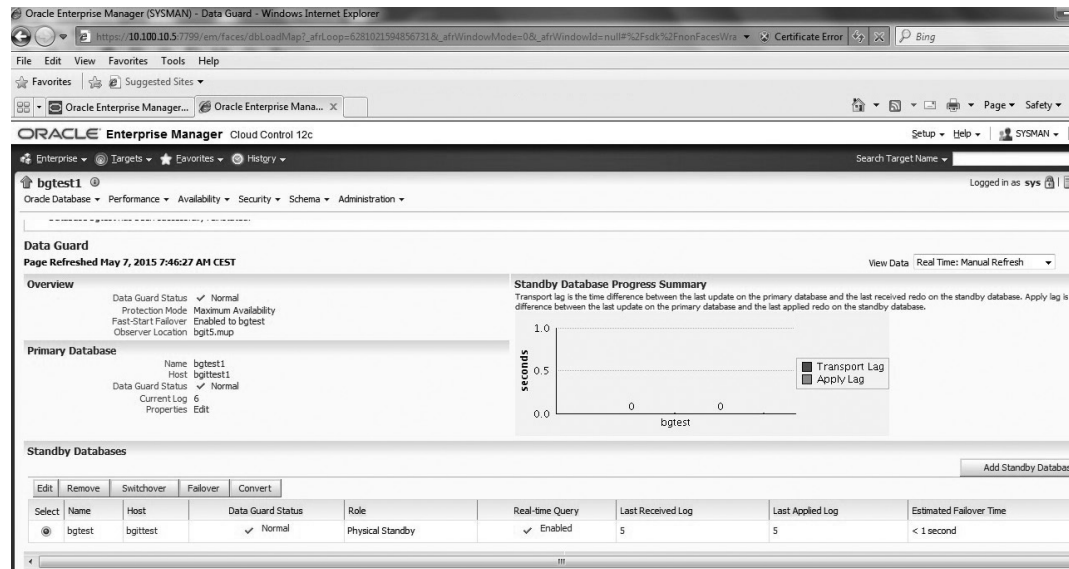 Oracle Enterprise Manager (SYSMAN) - Data Guard - Windows Internet Explorer
https://10.100.10.5:7799/em/faces/dbLoadMap?_afrLoop=6281021594856731&_afrWindowMode=0&_afrWindowId=null#%2Fsdk%2FnonFacesWra Certificate Error Bing
File Edit View Favorites Tools Help
Favorites Suggested Sites
Oracle Enterprise Manager... Oracle Enterprise Mana... X Page Safety
ORACLE Enterprise Manager Cloud Control 12c Setup Help SYSMAN
Enterprise Targets Favorites History Search Target Name
bgtest1 Logged in as sys
Oracle Database Performance Availability Security Schema Administration
Data Guard
Page Refreshed May 7, 2015 7:46:27 AM CEST View Data Real Time: Manual Refresh
Overview
Data Guard Status Normal
Protection Mode Maximum Availability
Fast-Start Failover Enabled to bgtest
Observer Location bgit5.mup
Primary Database
Name bgtest1
Host bgittest1
Data Guard Status Normal
Current Log 6
Properties Edit
Standby Database Progress Summary
Transport lag is the time difference between the last update on the primary database and the last received redo on the standby database. Apply lag is
difference between the last update on the primary database and the last applied redo on the standby database.
1.0
0.5
0.0
seconds
0 0
bgtest
Transport Lag
Apply Lag
Standby Databases
Add Standby Databas
Edit Remove Switchover Failover Convert
Select Name Host Data Guard Status Role Real-time Query Last Received Log Last Applied Log Estimated Failover Time
bgtest bgittest Normal Physical Standby Enabled 5 5 < 1 second